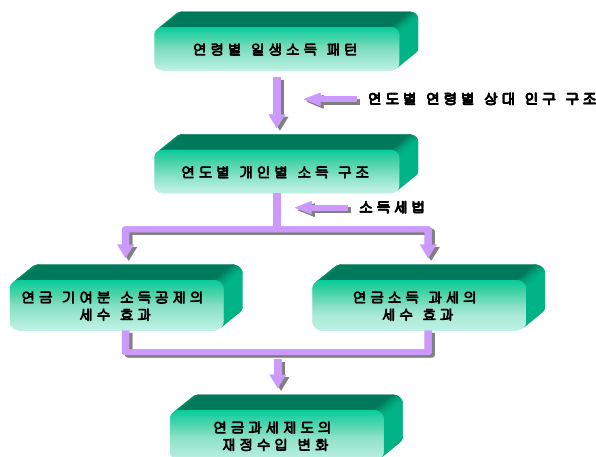 연령별 일생소득 패턴
연도별 연령별 상대 인구 구조
연도별 개인별 소득 구조
소득세법
연금 기여분 소득공제의
세수 효과
연금소득 과세의
세수 효과
연금과세제도의
재정수입 변화